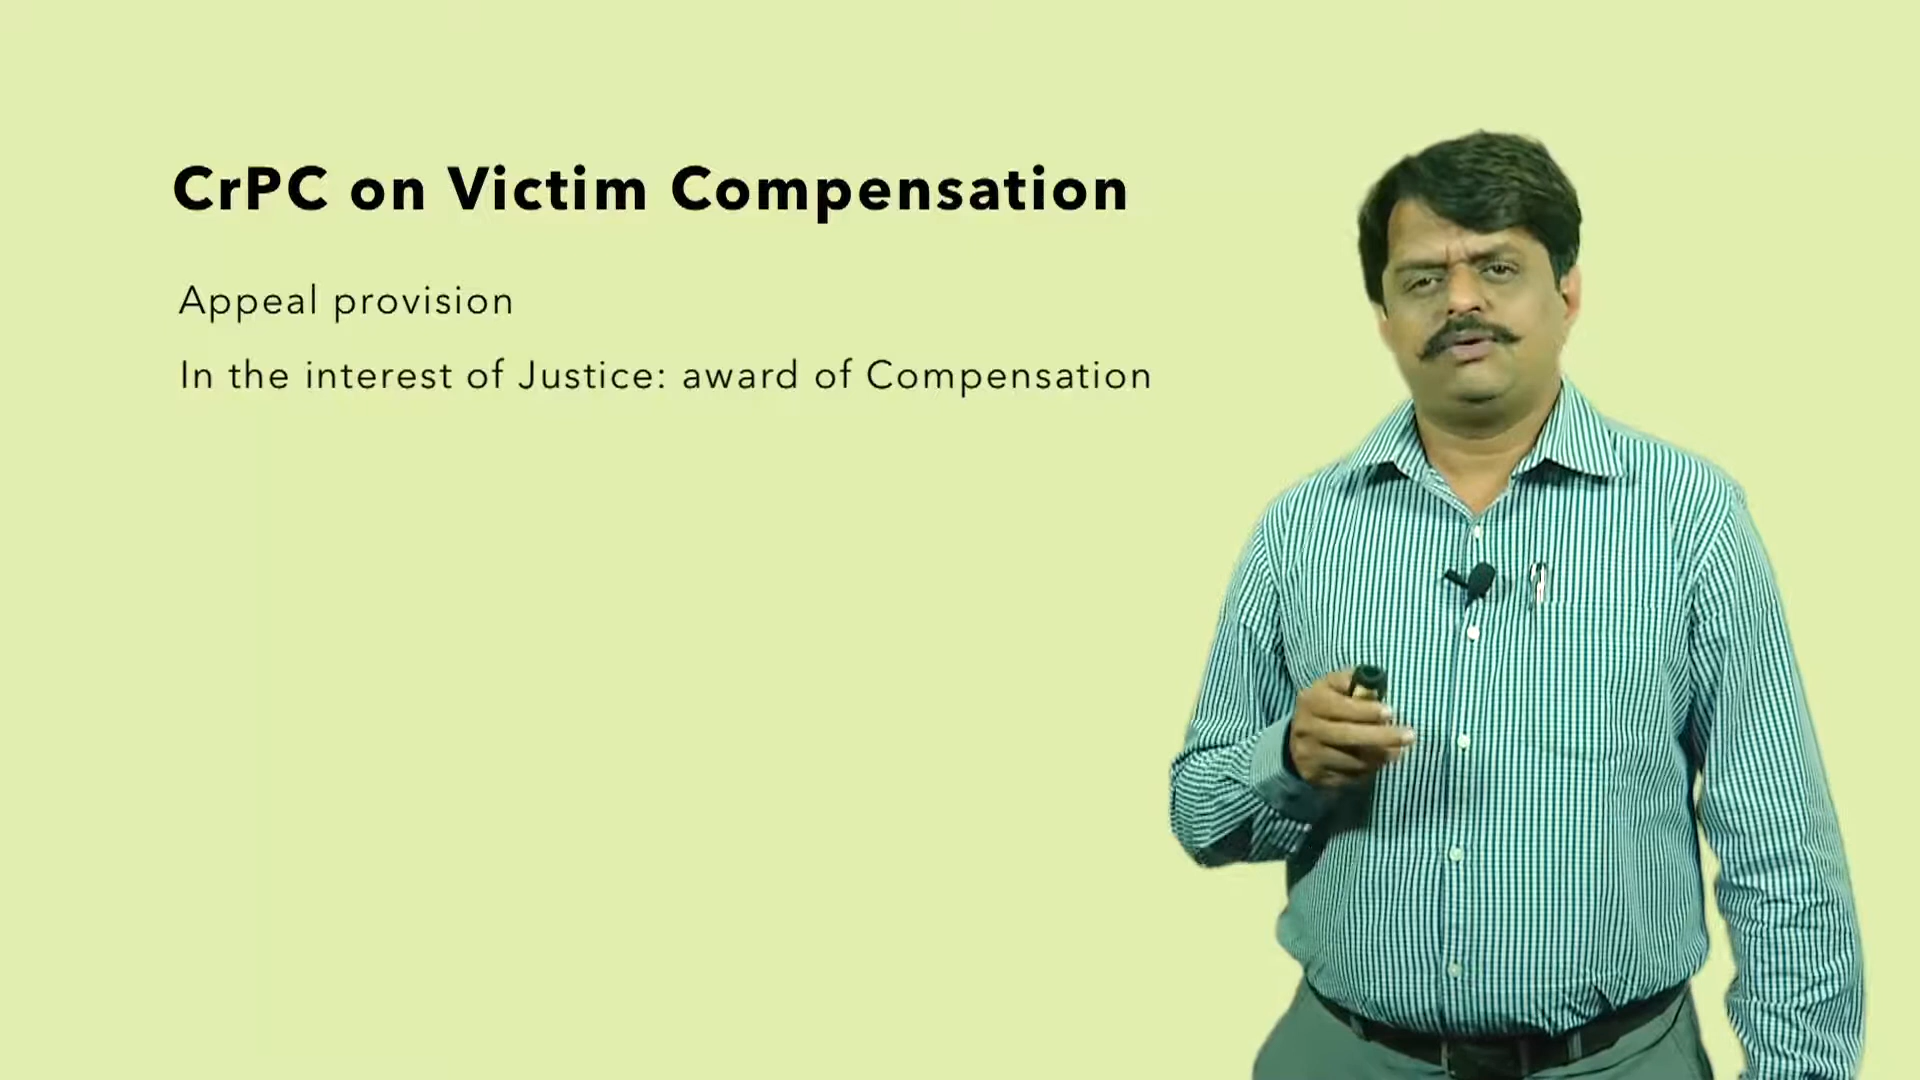 CrPC on Victim Compensation
Appeal provision
In the interest of Justice: award of Compensation